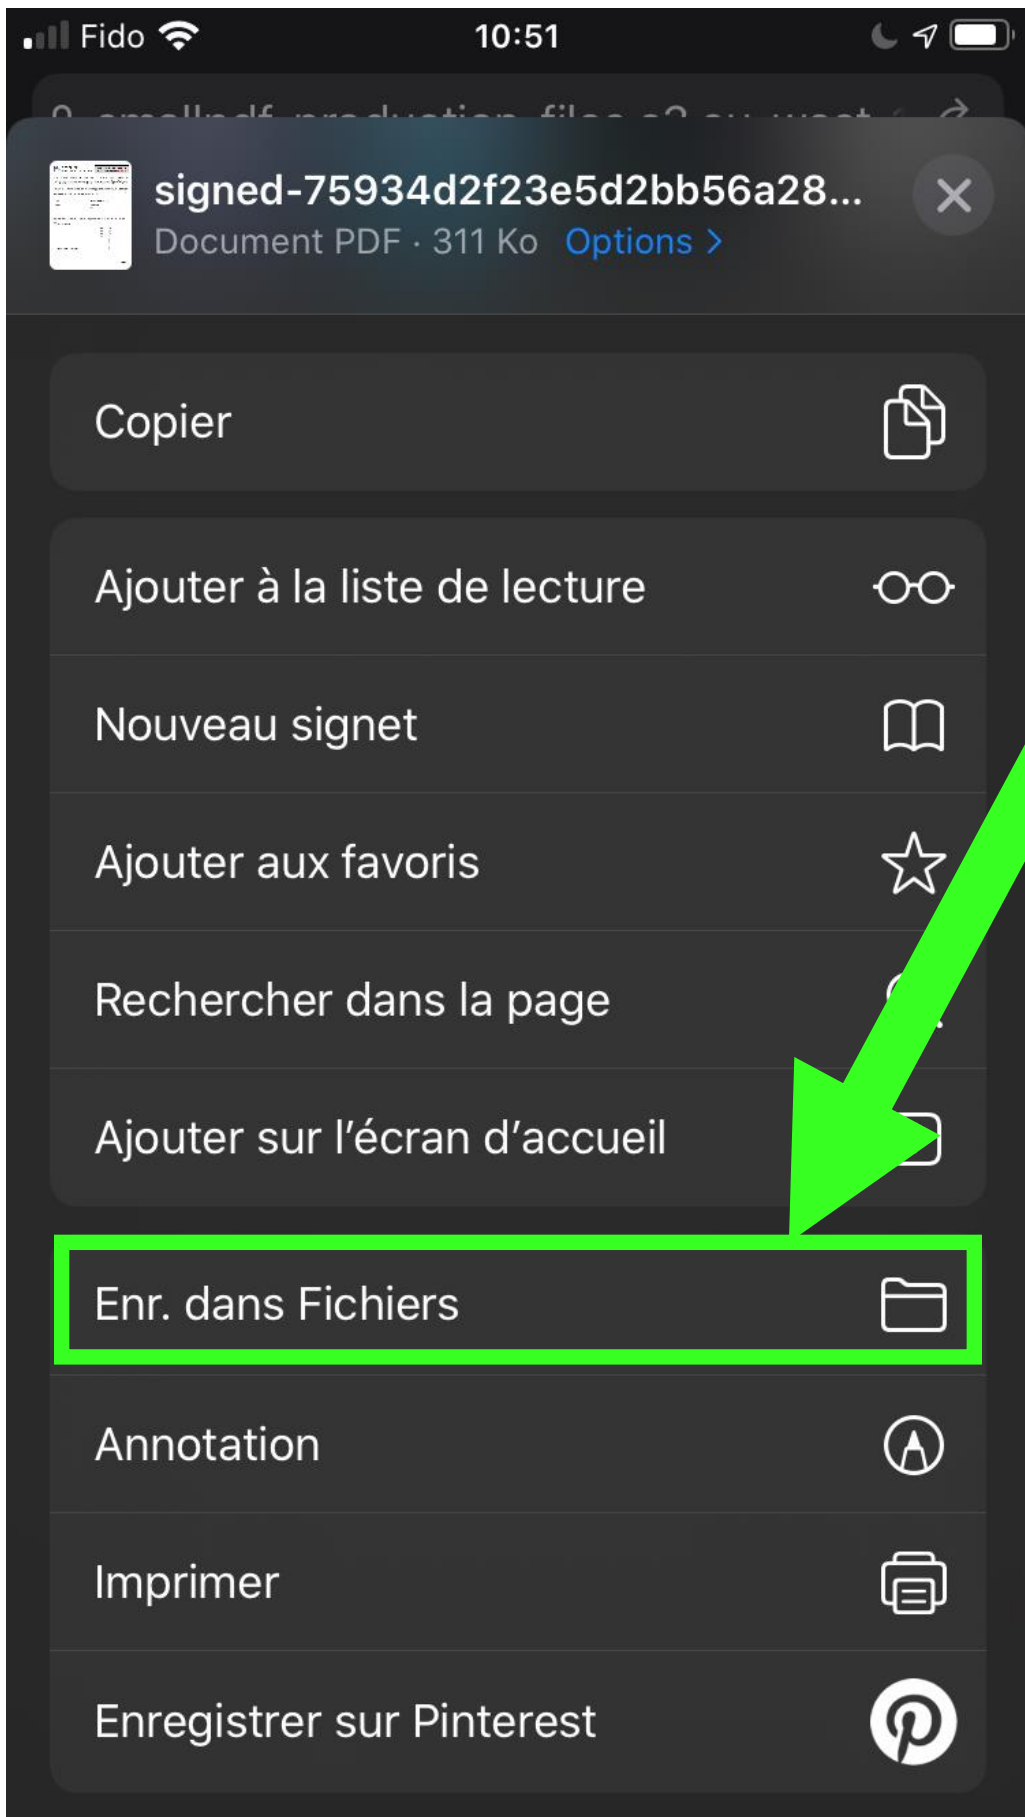 Fido 10:51
signed-75934d2f23e5d2bb56a28...
Document PDF · 311 Ko Options >
Copier
Ajouter à la liste de lecture
Nouveau signet
Ajouter aux favoris
Rechercher dans la page
Ajouter sur l’écran d’accueil
Enr. dans Fichiers
Annotation
Imprimer
Enregistrer sur Pinterest